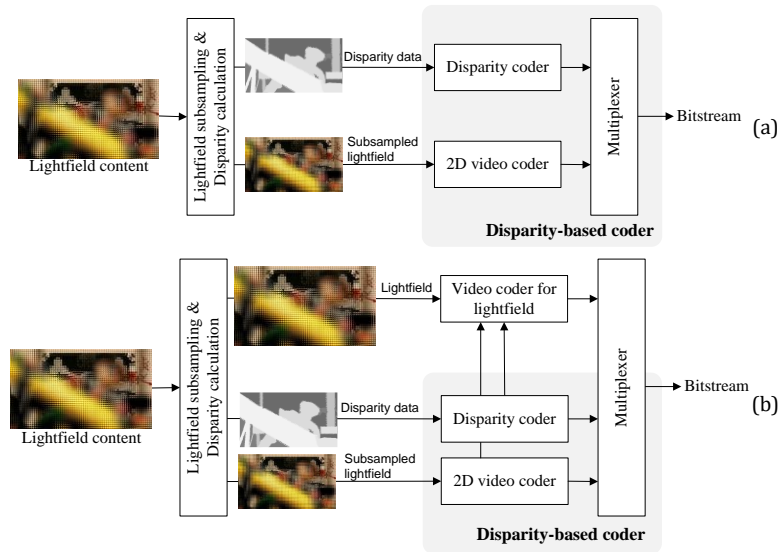 Lightfield content
Lightfield subsampling &
Disparity calculation
Disparity data
Subsampled
lightfield
Disparity coder
2D video coder
Multiplexer
Bitstream
(a)
Disparity-based coder
Lightfield content
Lightfield subsampling &
Disparity calculation
Lightfield
Video coder for
lightfield
Disparity data
Disparity coder
Subsampled
lightfield
2D video coder
Multiplexer
Bitstream
(b)
Disparity-based coder